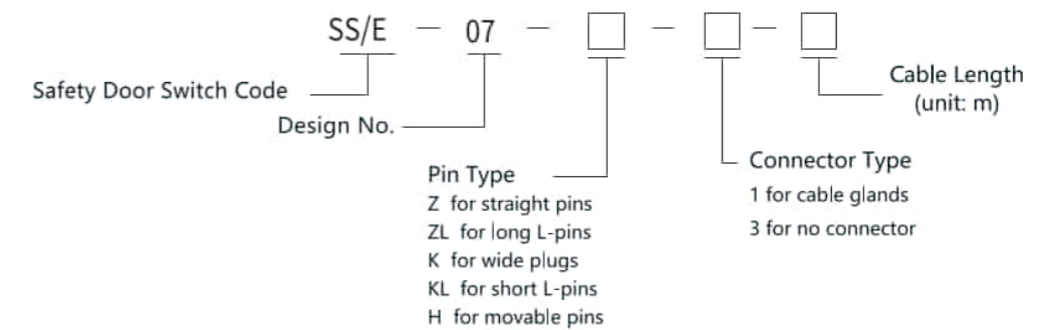 SS/E — 07 — □ — □ — □
Safety Door Switch Code
Design No.
Pin Type
Z for straight pins
ZL for long L-pins
K for wide plugs
KL for short L-pins
H for movable pins
Connector Type
1 for cable glands
3 for no connector
Cable Length
(unit: m)